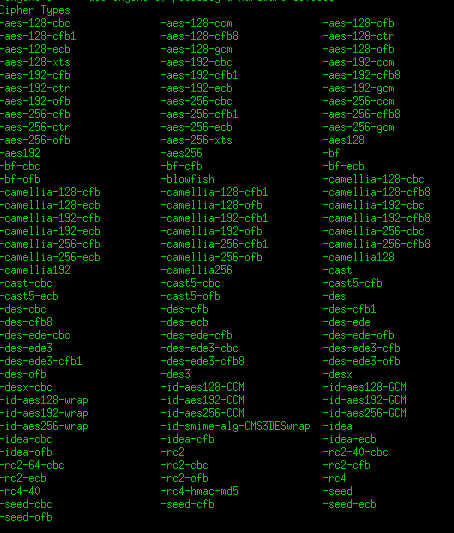 Cipher Types
-aes-128-cbc -aes-128-ccm -aes-128-cfb
-aes-128-cfb1 -aes-128-cfb8 -aes-128-ctr
-aes-128-ecb -aes-128-gcm -aes-128-ofb
-aes-128-xts -aes-192-cbc -aes-192-ccm
-aes-192-cfb -aes-192-cfb1 -aes-192-cfb8
-aes-192-ctr -aes-192-ecb -aes-192-gcm
-aes-192-ofb -aes-256-cbc -aes-256-ccm
-aes-256-cfb -aes-256-cfb1 -aes-256-cfb8
-aes-256-ctr -aes-256-ecb -aes-256-gcm
-aes-256-ofb -aes-256-xts -aes128
-aes192 -aes256 -bf
-bf-cbc -bf-cfb -bf-ecb
-bf-ofb -blowfish -camellia-128-cbc
-camellia-128-cfb -camellia-128-cfb1 -camellia-128-cfb8
-camellia-128-ecb -camellia-128-ofb -camellia-192-cbc
-camellia-192-cfb -camellia-192-cfb1 -camellia-192-cfb8
-camellia-192-ecb -camellia-192-ofb -camellia-256-cbc
-camellia-256-cfb -camellia-256-cfb1 -camellia-256-cfb8
-camellia-256-ecb -camellia-256-ofb -camellia128
-camellia192 -camellia256 -cast
-cast-cbc -cast5-cbc -cast5-cfb
-cast5-ecb -cast5-ofb -des
-des-cbc -des-cfb -des-cfb1
-des-cfb8 -des-ecb -des-ede
-des-ede-cbc -des-ede-cfb -des-ede-ofb
-des-ede3 -des-ede3-cbc -des-ede3-cfb
-des-ede3-cfb1 -des-ede3-cfb8 -des-ede3-ofb
-des-ofb -des3 -desx
-desx-cbc -id-aes128-CCM -id-aes128-GCM
-id-aes128-wrap -id-aes192-CCM -id-aes192-GCM
-id-aes192-wrap -id-aes256-CCM -id-aes256-GCM
-id-aes256-wrap -id-smime-alg-CMS3DESwrap -idea
-idea-cbc -idea-cfb -idea-ecb
-idea-ofb -rc2 -rc2-40-cbc
-rc2-64-cbc -rc2-cbc -rc2-cfb
-rc2-ecb -rc2-ofb -rc4
-rc4-40 -rc4-hmac-md5 -seed
-seed-cbc -seed-cfb -seed-ecb
-seed-ofb